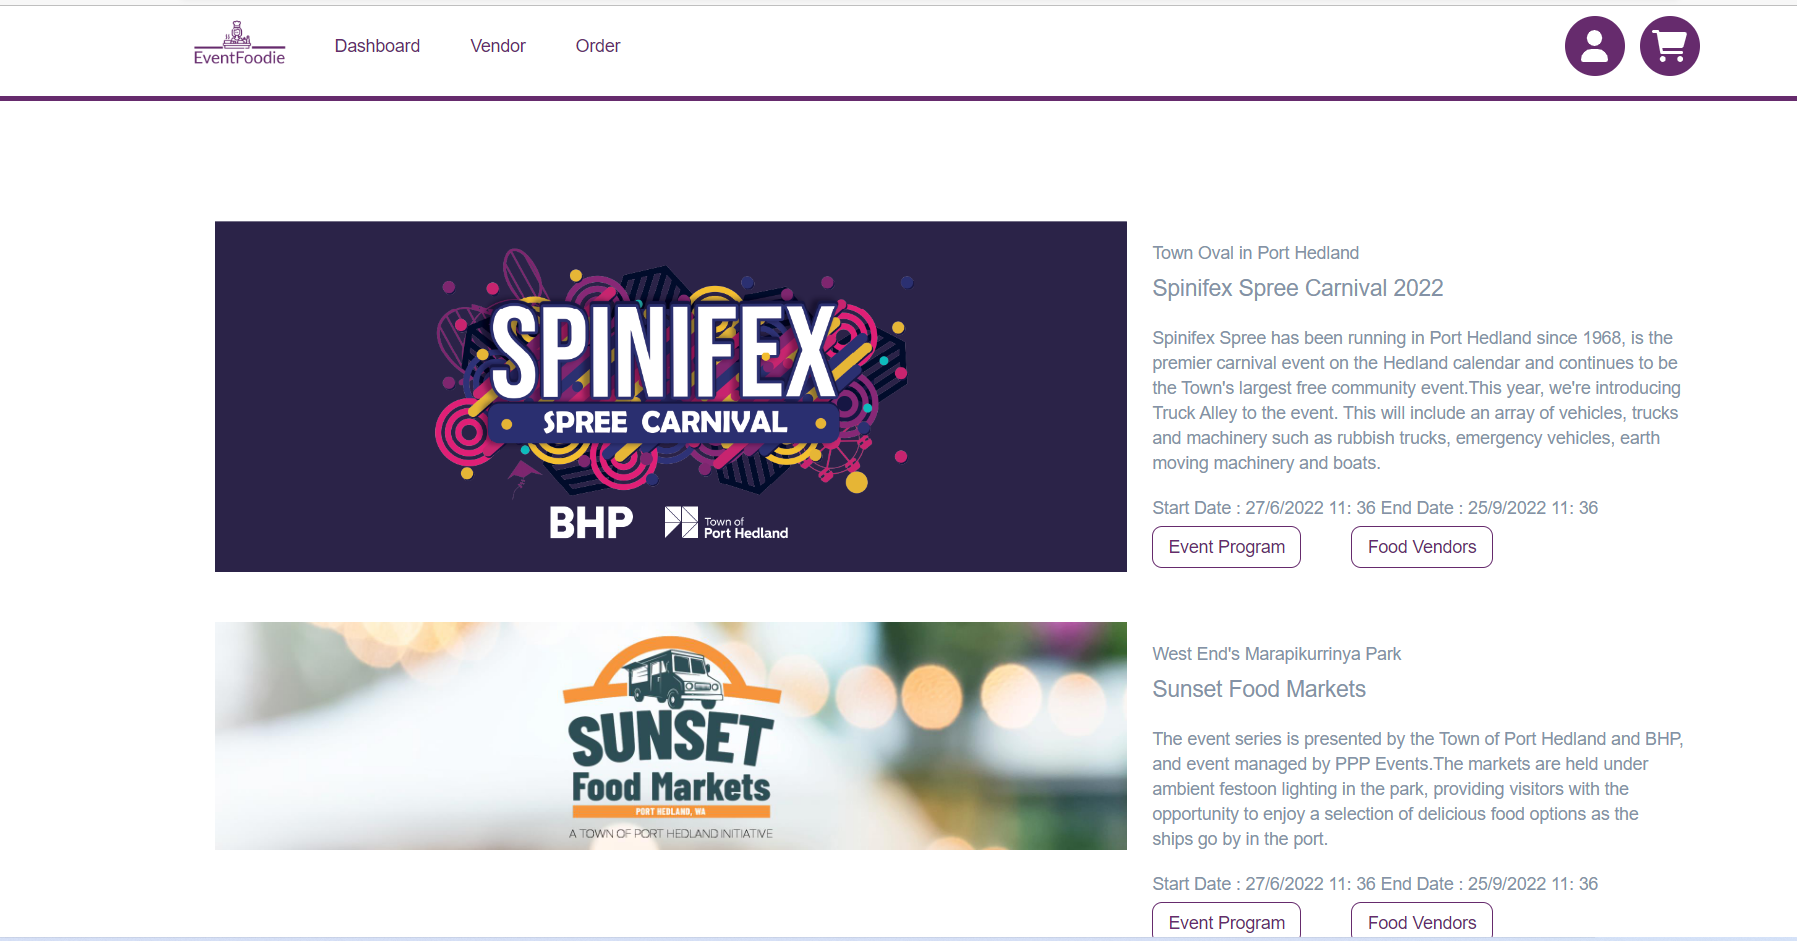 EventFoodie
Dashboard
Vendor
Order
SPINIFEX
SPREE CARNIVAL
BHP
Town of
Port Hedland
Town Oval in Port Hedland
Spinifex Spree Carnival 2022
Spinifex Spree has been running in Port Hedland since 1968, is the
premier carnival event on the Hedland calendar and continues to be
the Town's largest free community event.This year, we're introducing
Truck Alley to the event. This will include an array of vehicles, trucks
and machinery such as rubbish trucks, emergency vehicles, earth
moving machinery and boats.
Start Date : 27/6/2022 11: 36 End Date : 25/9/2022 11: 36
Event Program
Food Vendors
SUNSET
Food Markets
PORT HEDLAND, WA
A TOWN OF PORT HEDLAND INITIATIVE
West End's Marapikurrinya Park
Sunset Food Markets
The event series is presented by the Town of Port Hedland and BHP,
and event managed by PPP Events.The markets are held under
ambient festoon lighting in the park, providing visitors with the
opportunity to enjoy a selection of delicious food options as the
ships go by in the port.
Start Date : 27/6/2022 11: 36 End Date : 25/9/2022 11: 36
Event Program
Food Vendors